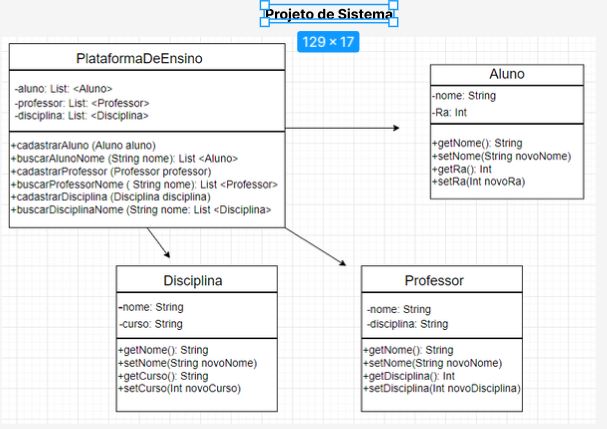 Projeto de Sistema
129 × 17
PlataformaDeEnsino
-aluno: List: <Aluno>
-professor: List: <Professor>
-disciplina: List: <Disciplina>
+cadastrarAluno (Aluno aluno)
+buscarAlunoNome (String nome): List <Aluno>
+cadastrarProfessor (Professor professor)
+buscarProfessorNome ( String nome): List <Professor>
+cadastrarDisciplina (Disciplina disciplina)
+buscarDisciplinaNome (String nome: List <Disciplina>
Aluno
-nome: String
-Ra: Int
+getNome(): String
+setNome(String novoNome)
+getRa(): Int
+setRa(Int novoRa)
Disciplina
-nome: String
-curso: String
+getNome(): String
+setNome(String novoNome)
+getCurso(): String
+setCurso(Int novoCurso)
Professor
-nome: String
-disciplina: String
+getNome(): String
+setNome(String novoNome)
+getDisciplina(): Int
+setDisciplina(Int novoDisciplina)